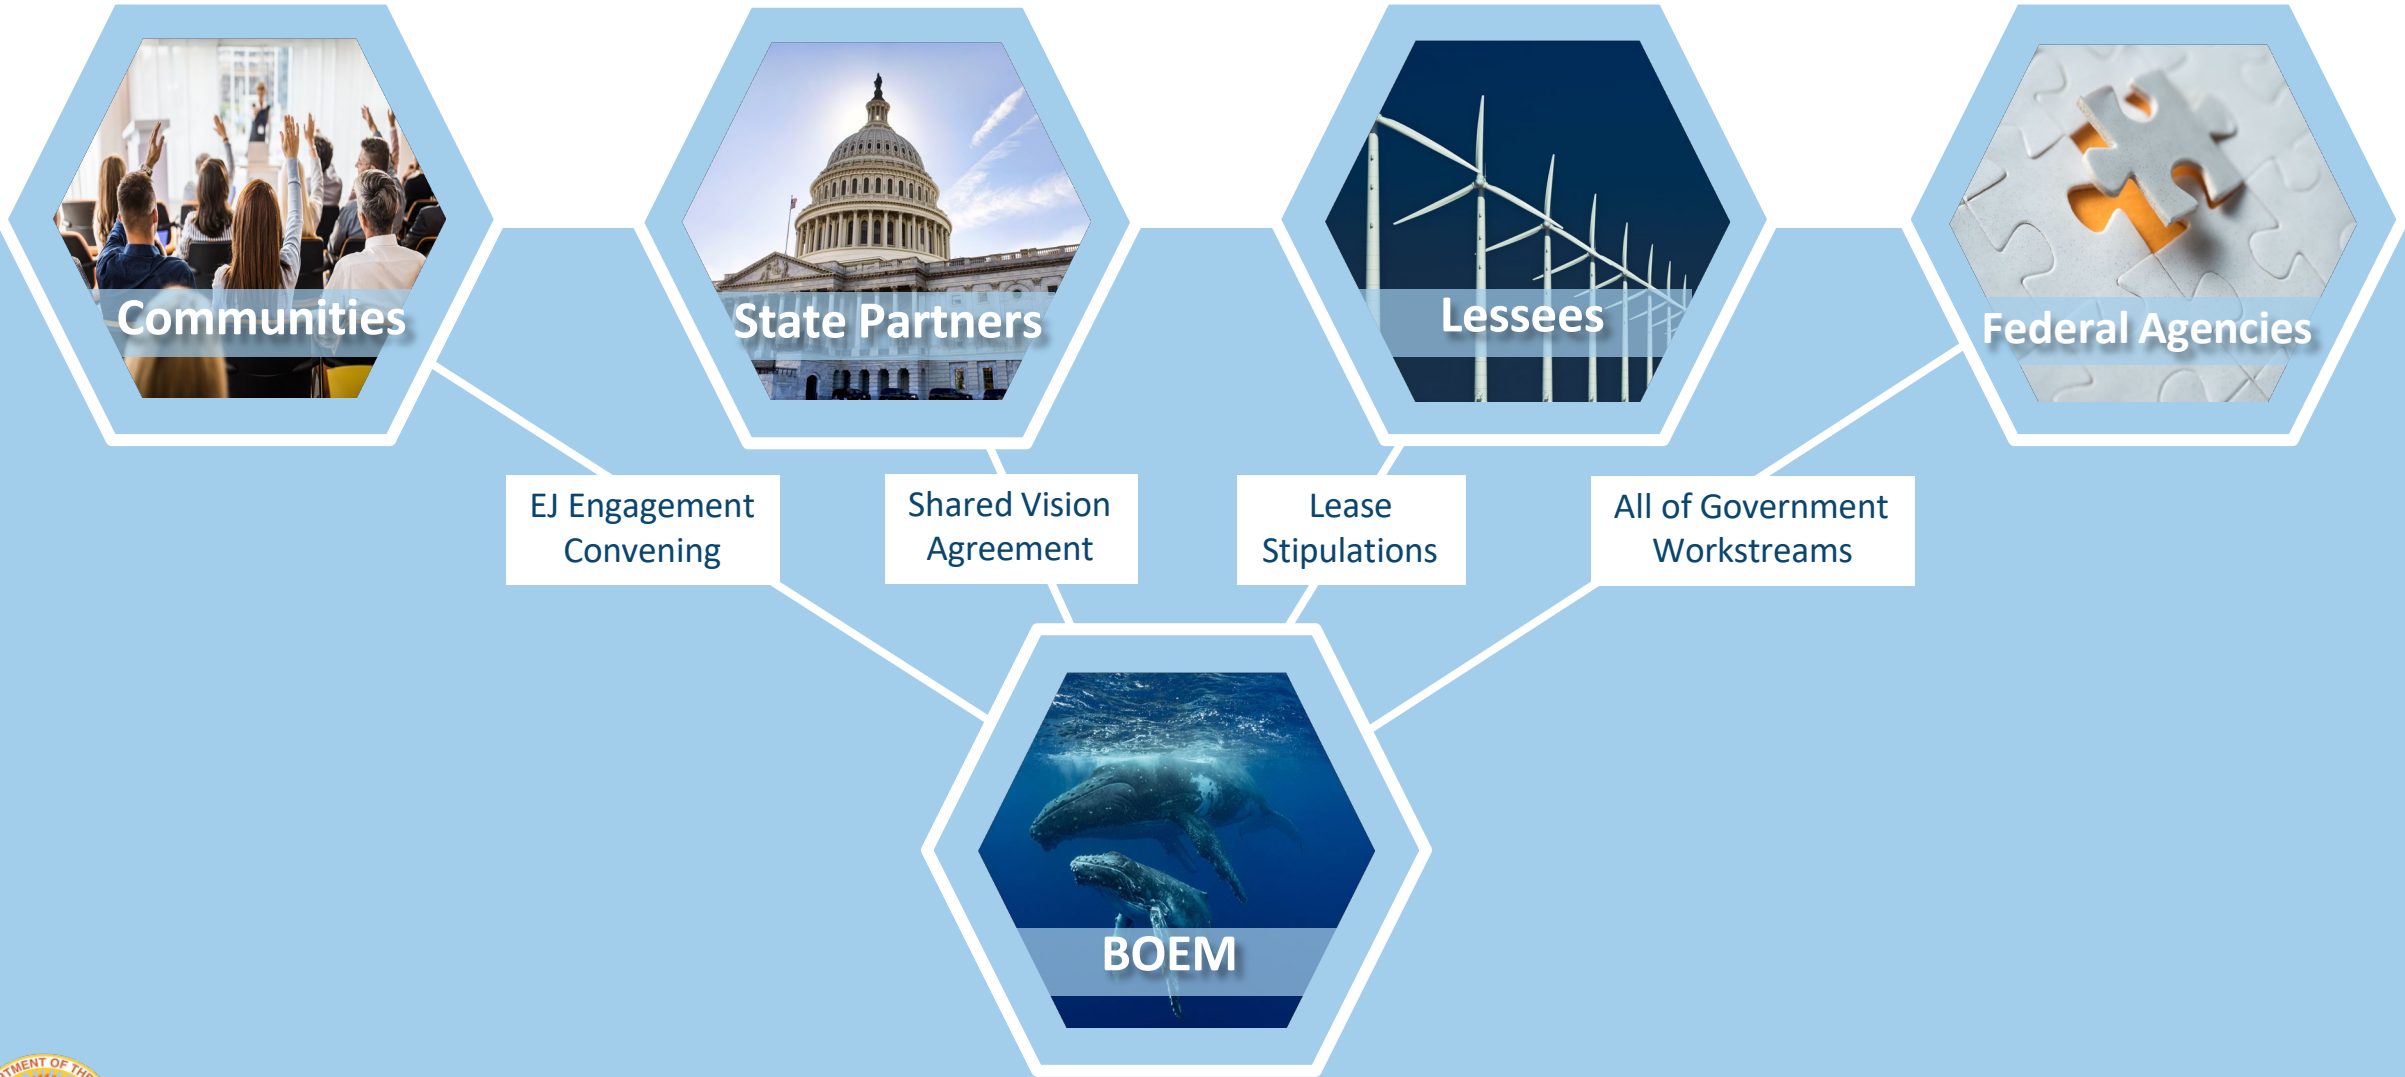 Communities
State Partners
Lessees
Federal Agencies
EJ Engagement
Convening
Shared Vision
Agreement
Lease
Stipulations
All of Government
Workstreams
BOEM